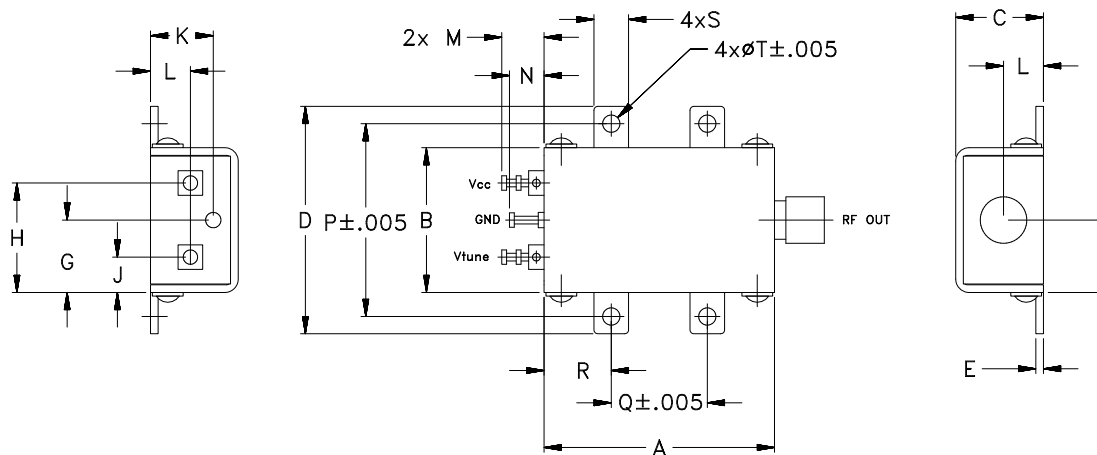 K
L
H
G
J
2x M
N
4xS
4xøT±.005
D
P±.005
B
Vcc
GND
Vtune
RF OUT
R
Q±.005
A
C
L
E